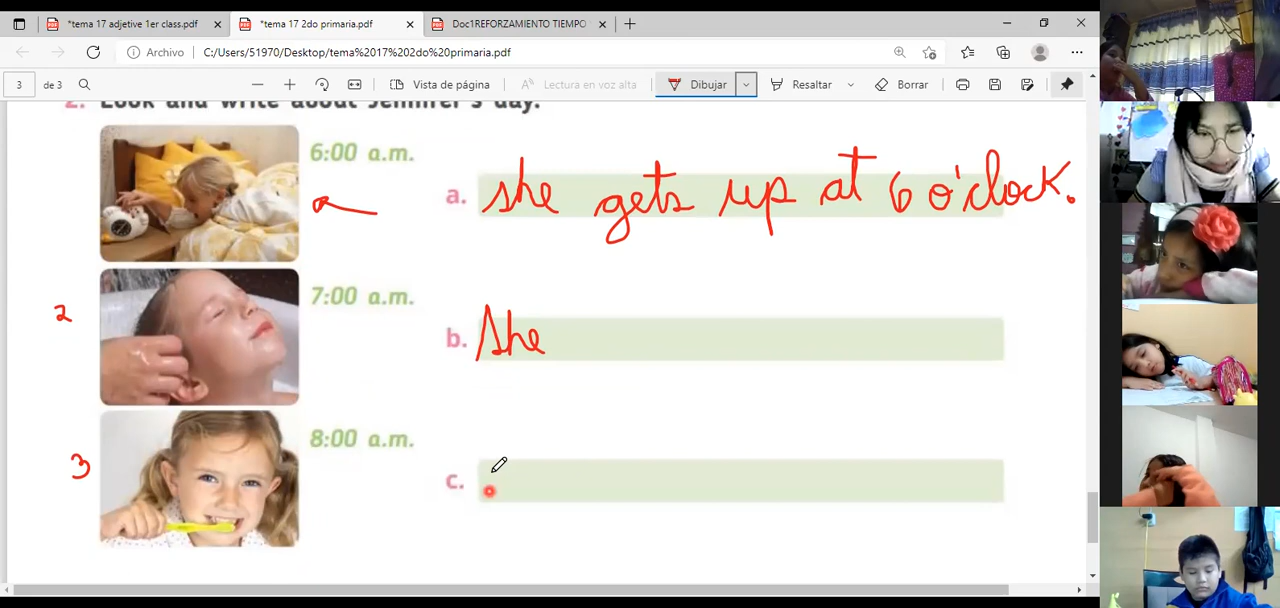 *tema 17 adjetive 1er class.pdf × *tema 17 2do primaria.pdf × Doc1REFORZAMIENTO TIEMPO × +
Archivo C:/Users/51970/Desktop/tema%2017%202do%20primaria.pdf
3 de 3 Vista de página Lectura en voz alta Dibujar Resaltar Borrar
2. Look and write about Jennifer's day.
6:00 a.m.
a. she gets up at 6 o'clock.
2 7:00 a.m.
b. She
3 8:00 a.m.
c.